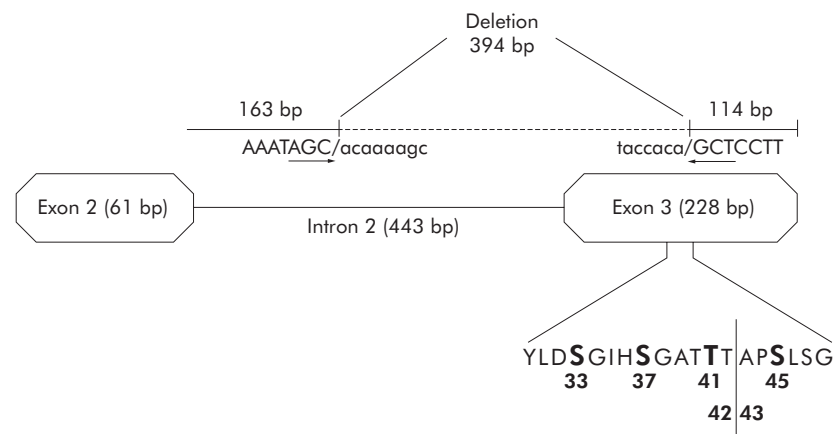 Deletion
394 bp
163 bp
114 bp
AAATAGC/acaaaagc
taccaca/GCTCCTT
Exon 2 (61 bp)
Intron 2 (443 bp)
Exon 3 (228 bp)
YLDSGIHSGATTTAPSLSG
33 37 41 45
42 43